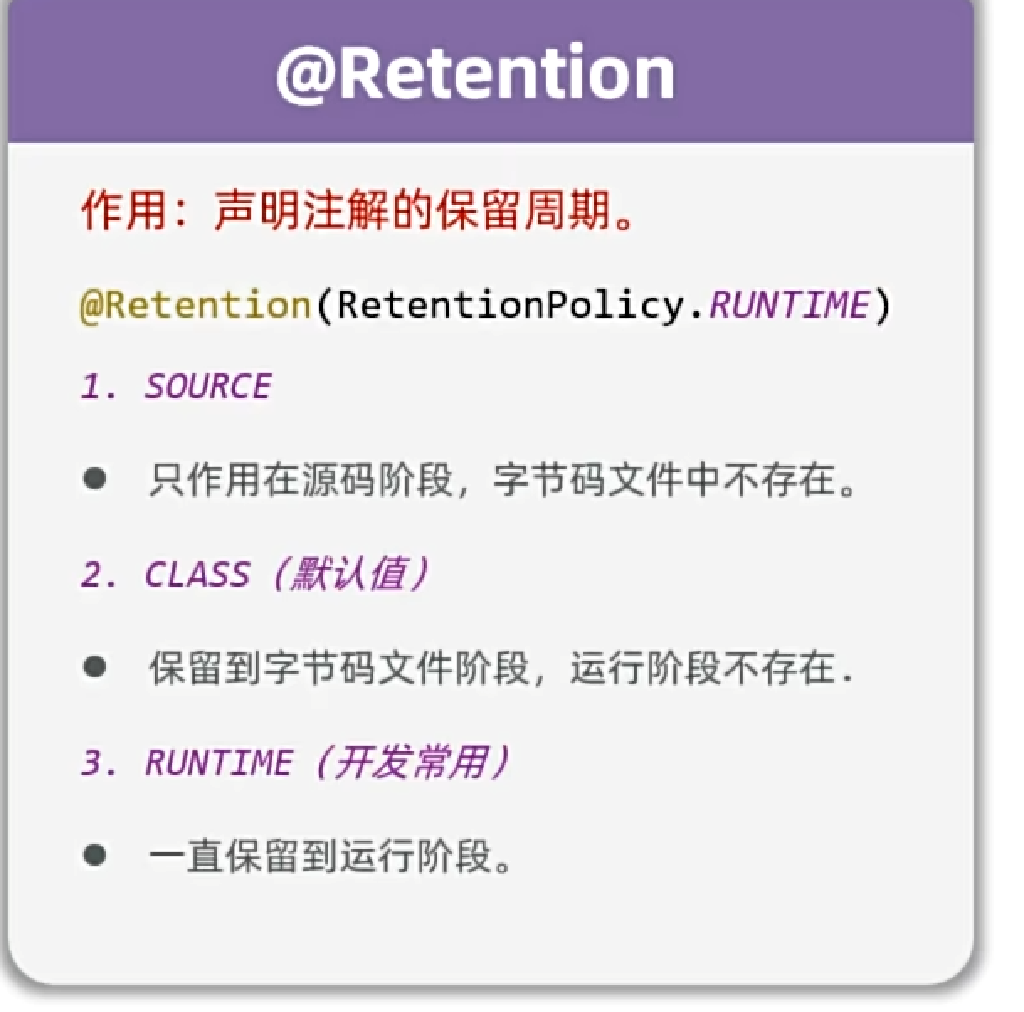 @Retention
作用：声明注解的保留周期。
@Retention(RetentionPolicy.RUNTIME)
1. SOURCE
● 只作用在源码阶段，字节码文件中不存在。
2. CLASS（默认值）
● 保留到字节码文件阶段，运行阶段不存在.
3. RUNTIME（开发常用）
● 一直保留到运行阶段。